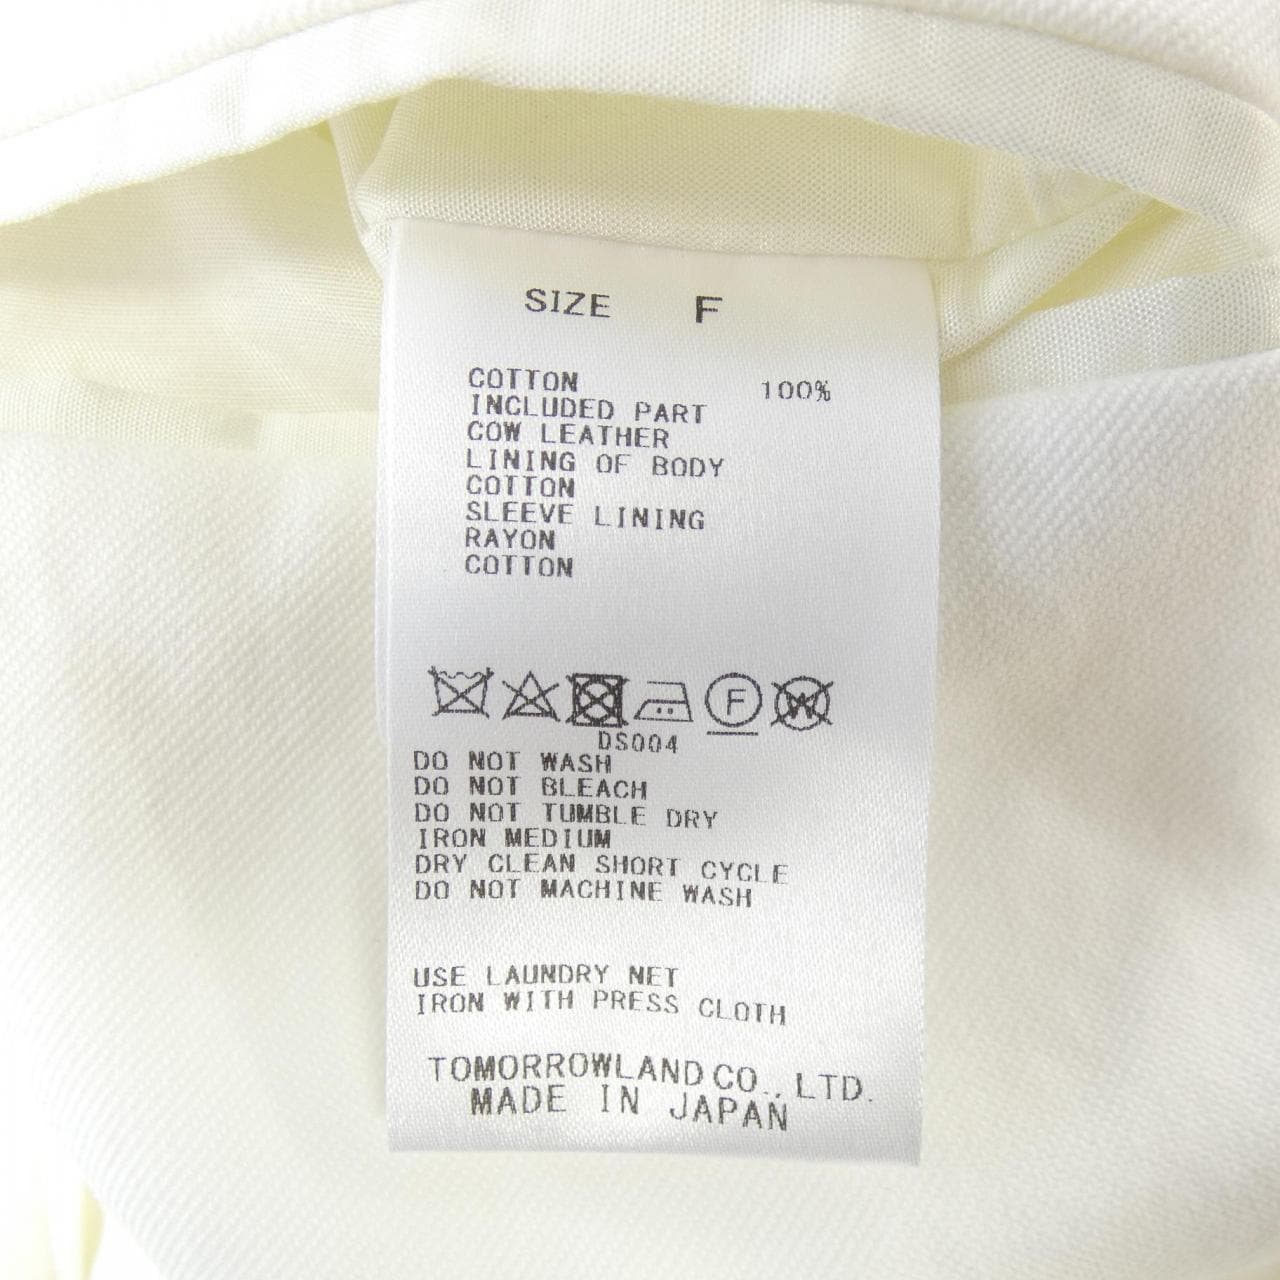 SIZE F
COTTON 100%
INCLUDED PART
COW LEATHER
LINING OF BODY
COTTON
SLEEVE LINING
RAYON
COTTON
F W
DS004
DO NOT WASH
DO NOT BLEACH
DO NOT TUMBLE DRY
IRON MEDIUM
DRY CLEAN SHORT CYCLE
DO NOT MACHINE WASH
USE LAUNDRY NET
IRON WITH PRESS CLOTH
TOMORROWLAND CO., LTD.
MADE IN JAPAN